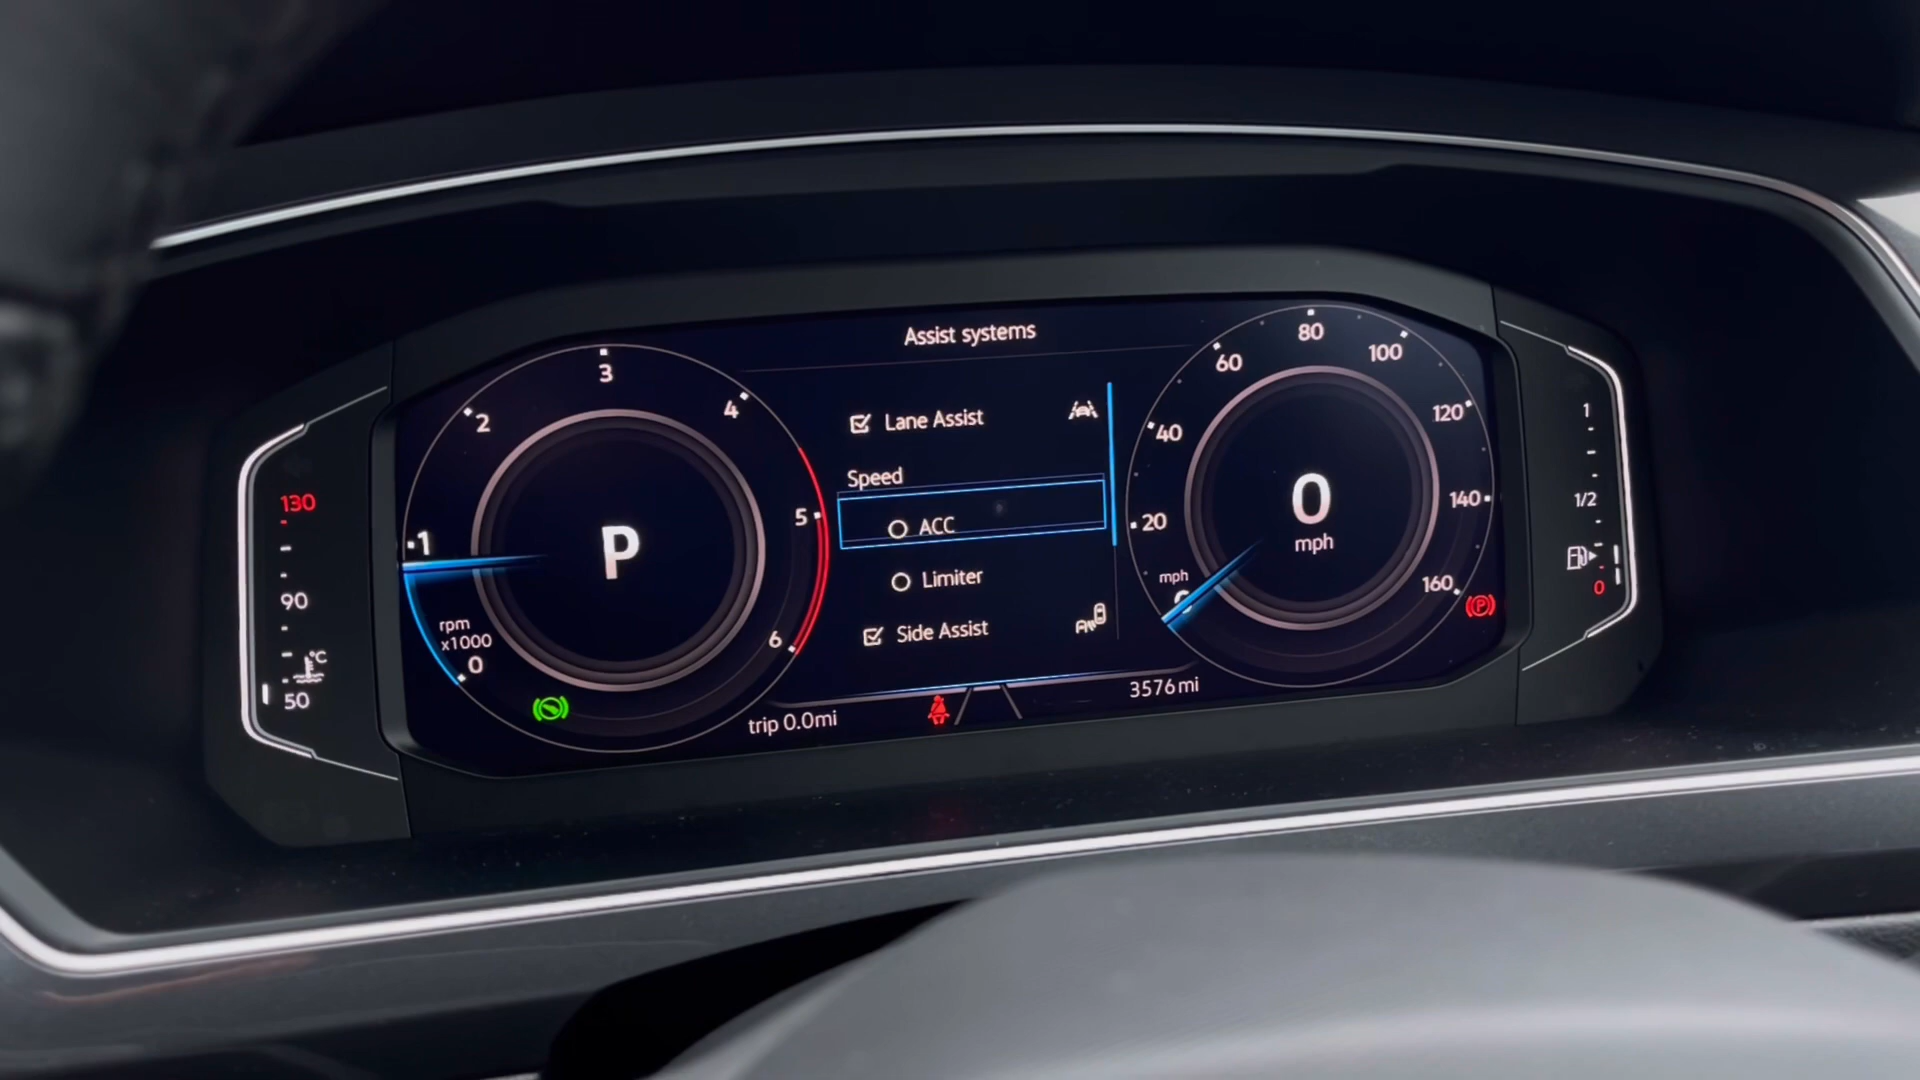 Assist systems
130
90
°C
50
3
2
4
1
5
6
rpm
x1000
0
P
Lane Assist
Speed
ACC
Limiter
Side Assist
trip 0.0mi
3576mi
80
60
100
40
120
20
140
160
mph
0
mph
P
1
1/2
0